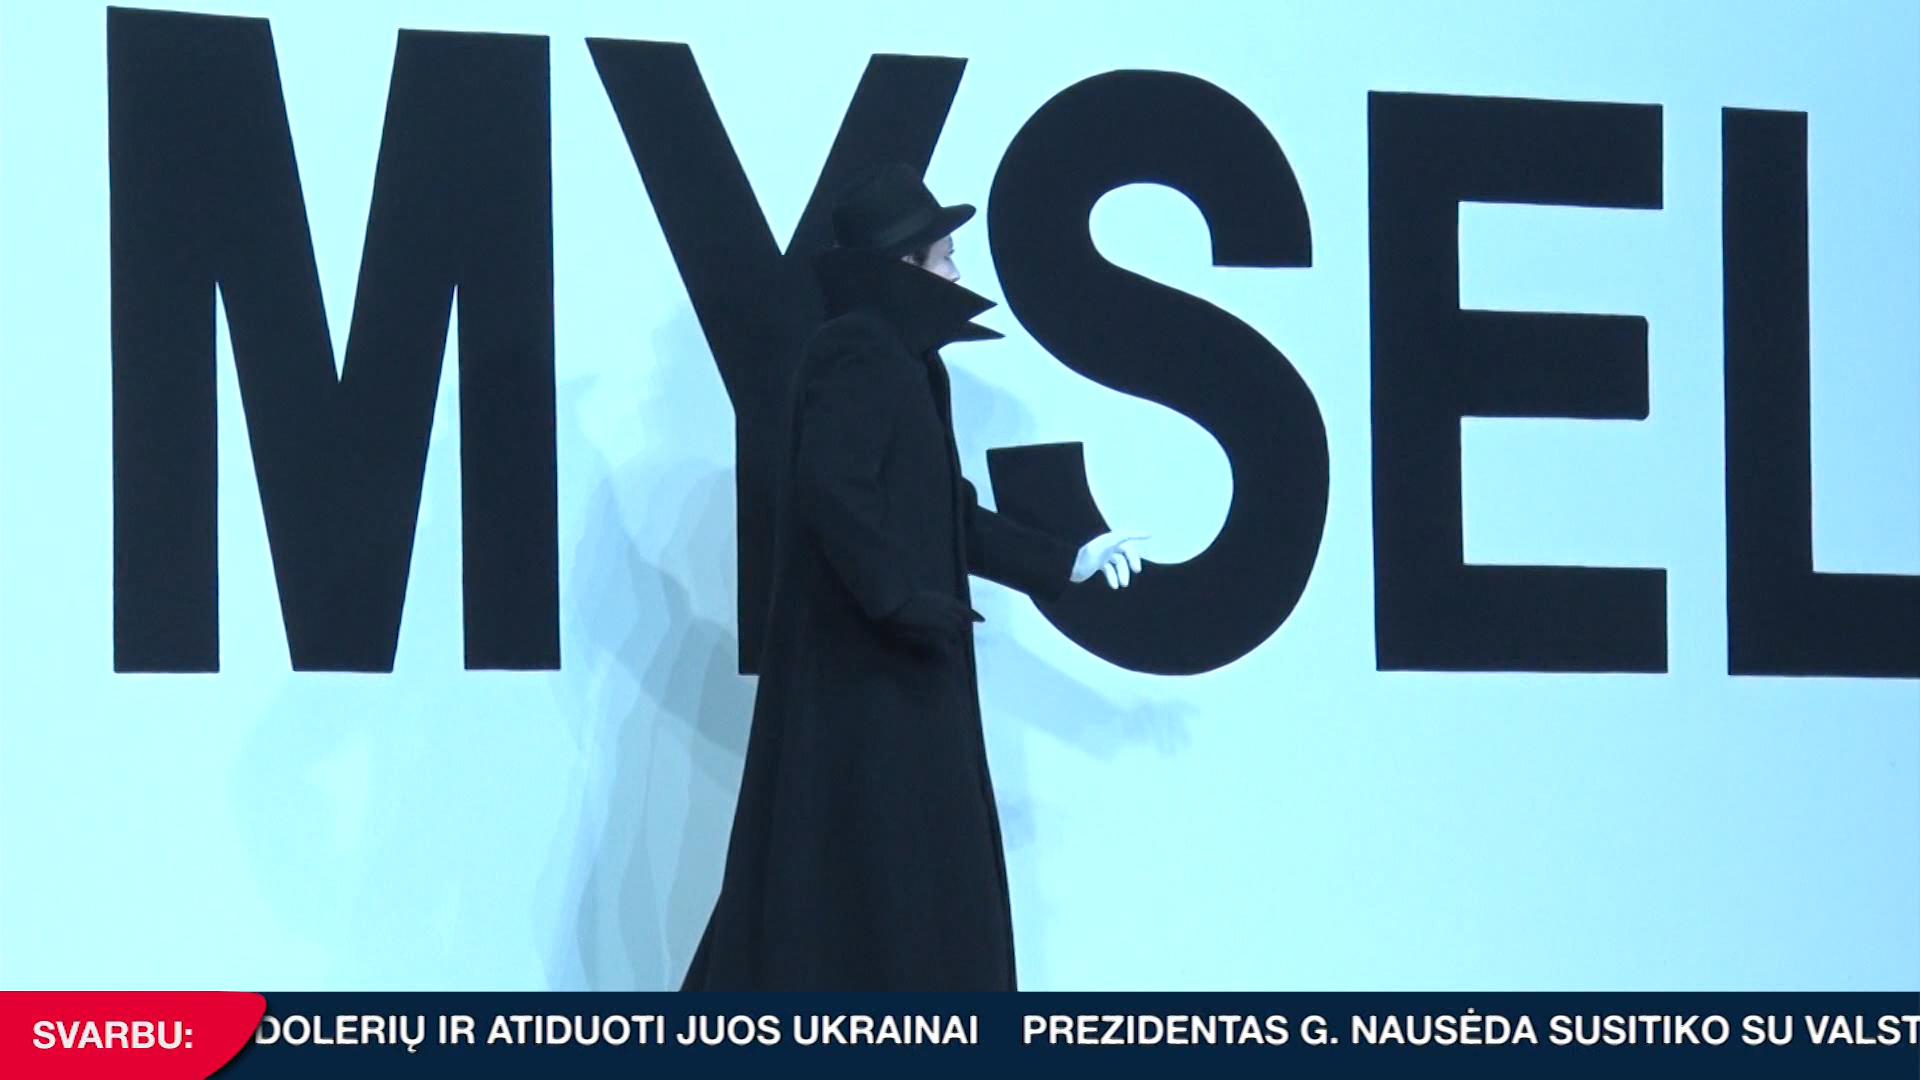 MYSEL
SVARBU:
DOLERIŲ IR ATIDUOTI JUOS UKRAINAI PREZIDENTAS G. NAUSĖDA SUSITIKO SU VALST